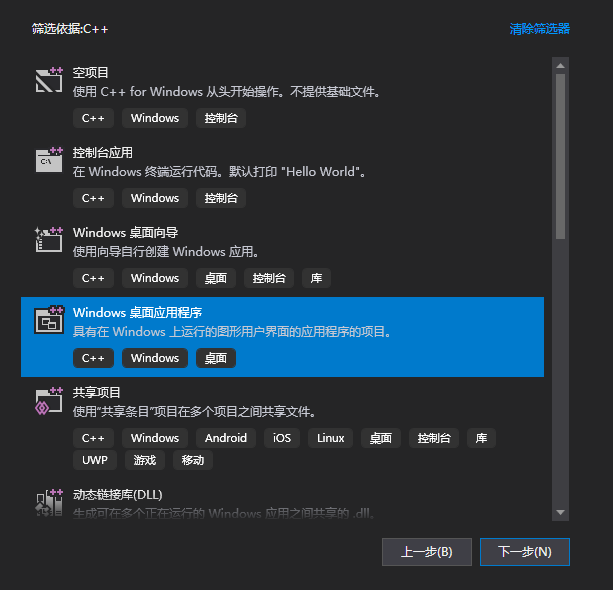 筛选依据:C++
清除筛选器
空项目
使用 C++ for Windows 从头开始操作。不提供基础文件。
C++ Windows 控制台
控制台应用
在 Windows 终端运行代码。默认打印 "Hello World"。
C++ Windows 控制台
Windows 桌面向导
使用向导自行创建 Windows 应用。
C++ Windows 桌面 控制台 库
Windows 桌面应用程序
具有在 Windows 上运行的图形用户界面的应用程序的项目。
C++ Windows 桌面
共享项目
使用"共享条目"项目在多个项目之间共享文件。
C++ Windows Android iOS Linux 桌面 控制台 库
UWP 游戏 移动
动态链接库(DLL)
生成可在多个正在运行的 Windows 应用之间共享的 .dll。
上一步(B) 下一步(N)